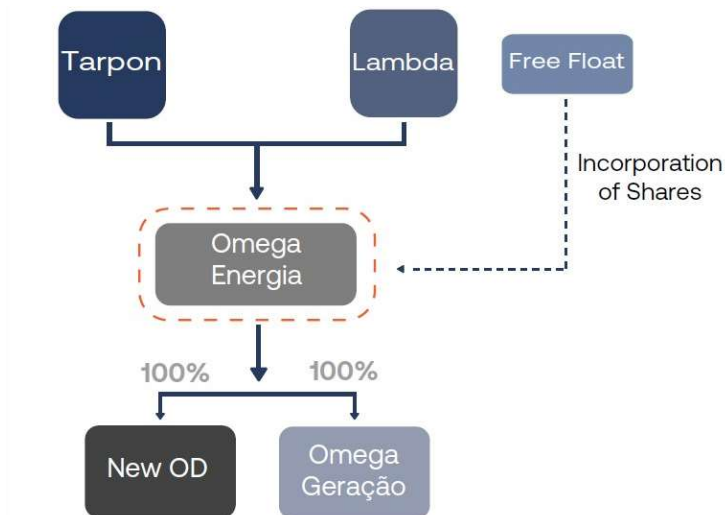 Tarpon
Lambda
Free Float
Incorporation
of Shares
Omega
Energia
100%
100%
New OD
Omega
Geração